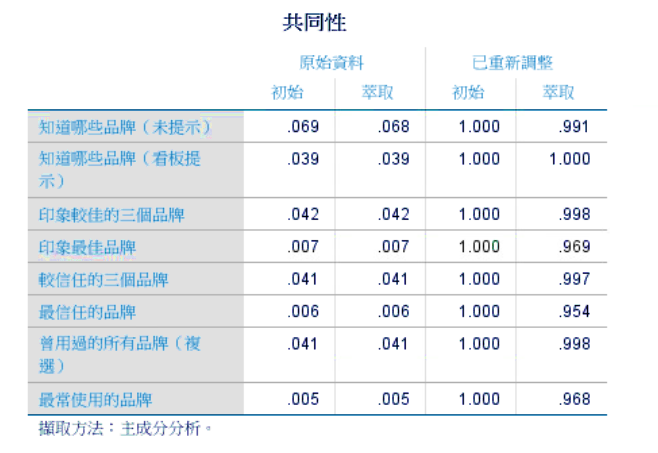 共同性
原始資料 已重新調整
初始 萃取 初始 萃取
知道哪些品牌（未提示） .069 .068 1.000 .991
知道哪些品牌（看板提 .039 .039 1.000 1.000
示）
印象較佳的三個品牌 .042 .042 1.000 .998
印象最佳品牌 .007 .007 1.000 .969
較信任的三個品牌 .041 .041 1.000 .997
最信任的品牌 .006 .006 1.000 .954
曾用過的所有品牌（複 .041 .041 1.000 .998
選）
最常使用的品牌 .005 .005 1.000 .968
擷取方法：主成分分析。